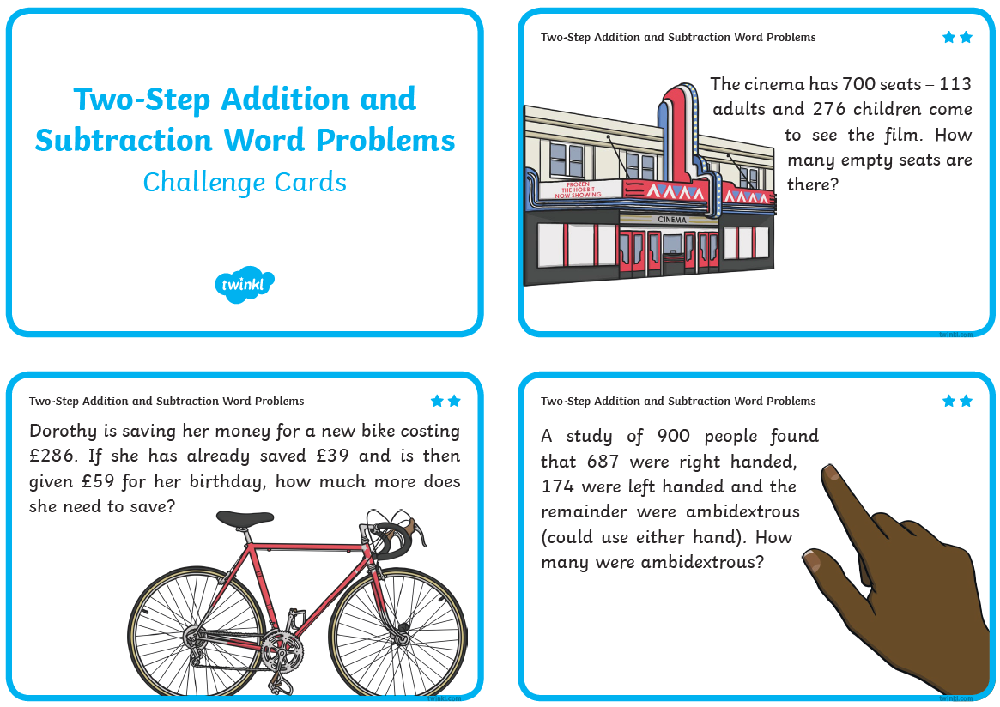 Two-Step Addition and
Subtraction Word Problems
Challenge Cards
twinkl
Two-Step Addition and Subtraction Word Problems
The cinema has 700 seats – 113
adults and 276 children come
to see the film. How
many empty seats are
there?
FROZEN
THE HOBBIT
NOW SHOWING
CINEMA
twinkl.com
Two-Step Addition and Subtraction Word Problems
Dorothy is saving her money for a new bike costing
£286. If she has already saved £39 and is then
given £59 for her birthday, how much more does
she need to save?
twinkl.com
Two-Step Addition and Subtraction Word Problems
A study of 900 people found
that 687 were right handed,
174 were left handed and the
remainder were ambidextrous
(could use either hand). How
many were ambidextrous?
twinkl.com